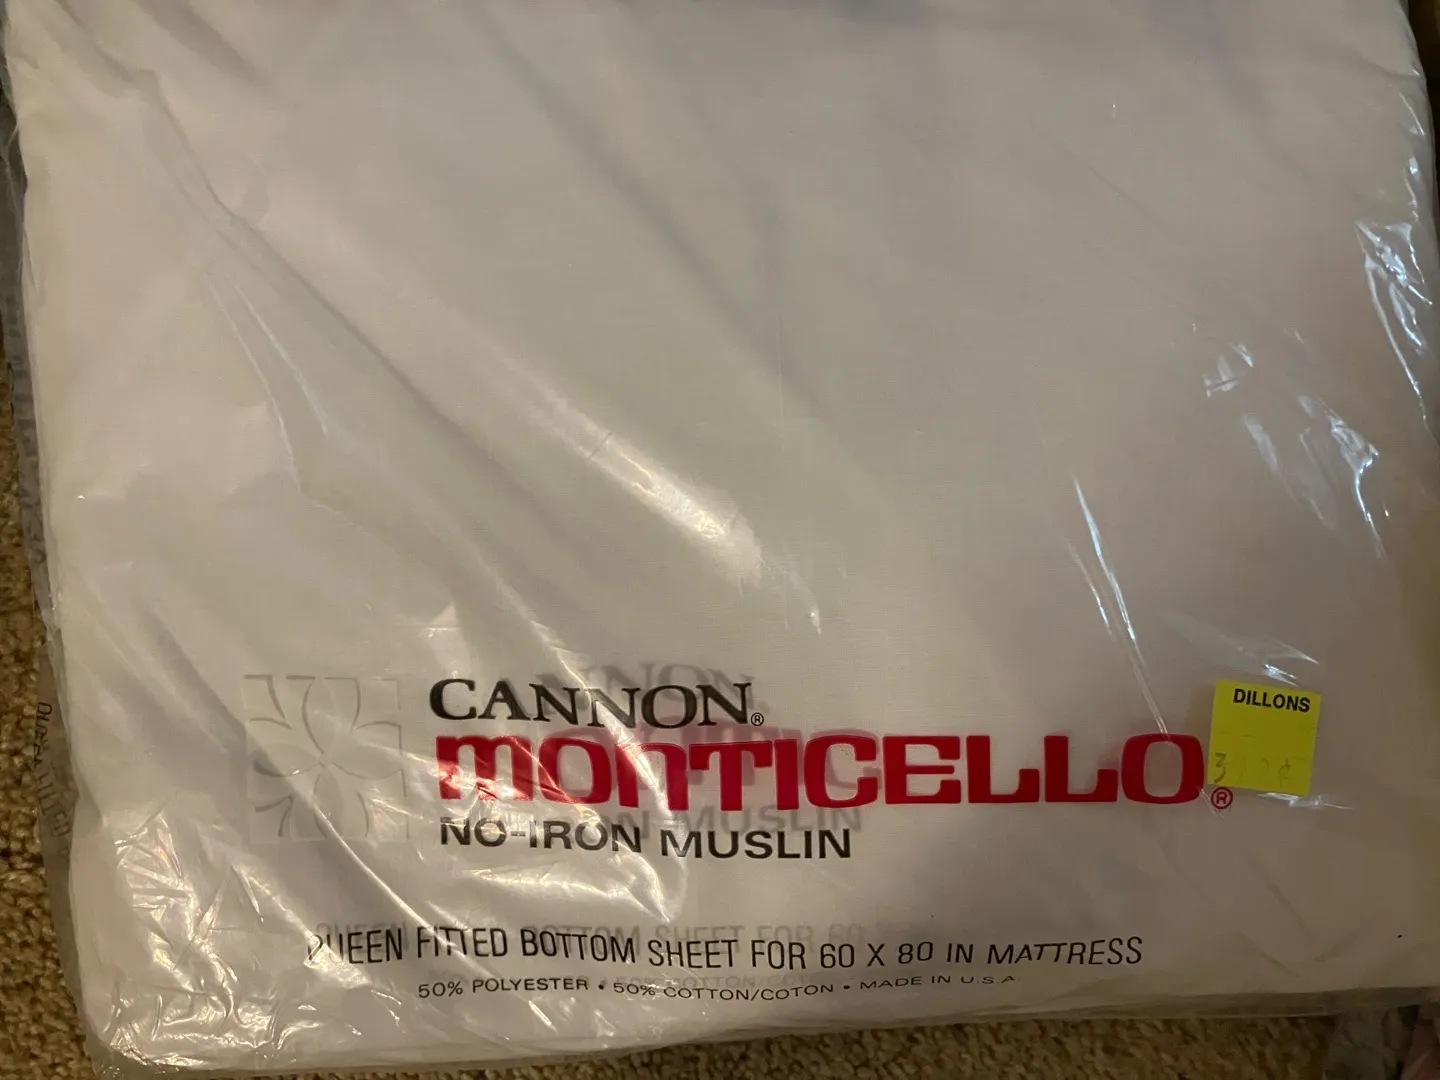 CANNON®
MONTICELLO®
NO-IRON MUSLIN
DILLONS
QUEEN FITTED BOTTOM SHEET FOR 60 X 80 IN MATTRESS
50% POLYESTER • 50% COTTON/COTON • MADE IN U.S.A.